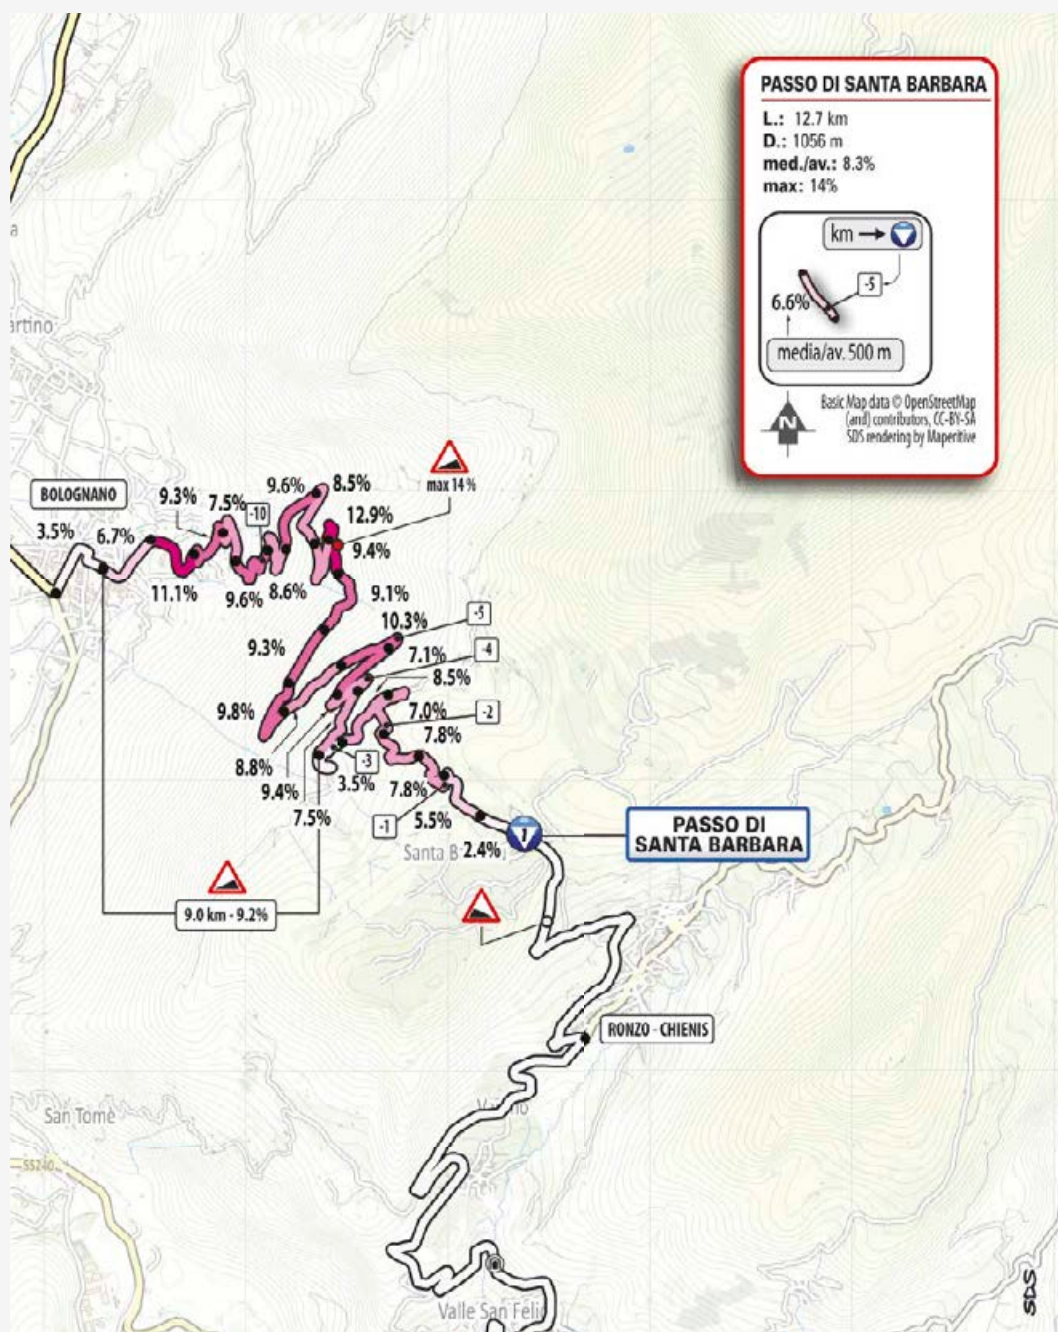 PASSO DI SANTA BARBARA
L.: 12.7 km
D.: 1056 m
med./av.: 8.3%
max: 14%
km
-5
6.6%
media/av. 500 m
N
Basic Map data © OpenStreetMap
(and) contributors, CC-BY-SA
SDS rendering by Maperitive
a
artino
max 14%
BOLOGNANO
3.5%
6.7%
9.3%
7.5%
-10
9.6%
8.5%
12.9%
9.4%
11.1%
9.6%
8.6%
9.1%
10.3%
-5
9.3%
7.1%
-4
8.5%
9.8%
7.0%
-2
7.8%
8.8%
-3
9.4%
3.5%
7.8%
7.5%
-1
5.5%
1
PASSO DI
SANTA BARBARA
Santa B
2.4%
9.0 km - 9.2%
RONZO - CHIENIS
San Tomè
SS240
Valle San Felic
SDS